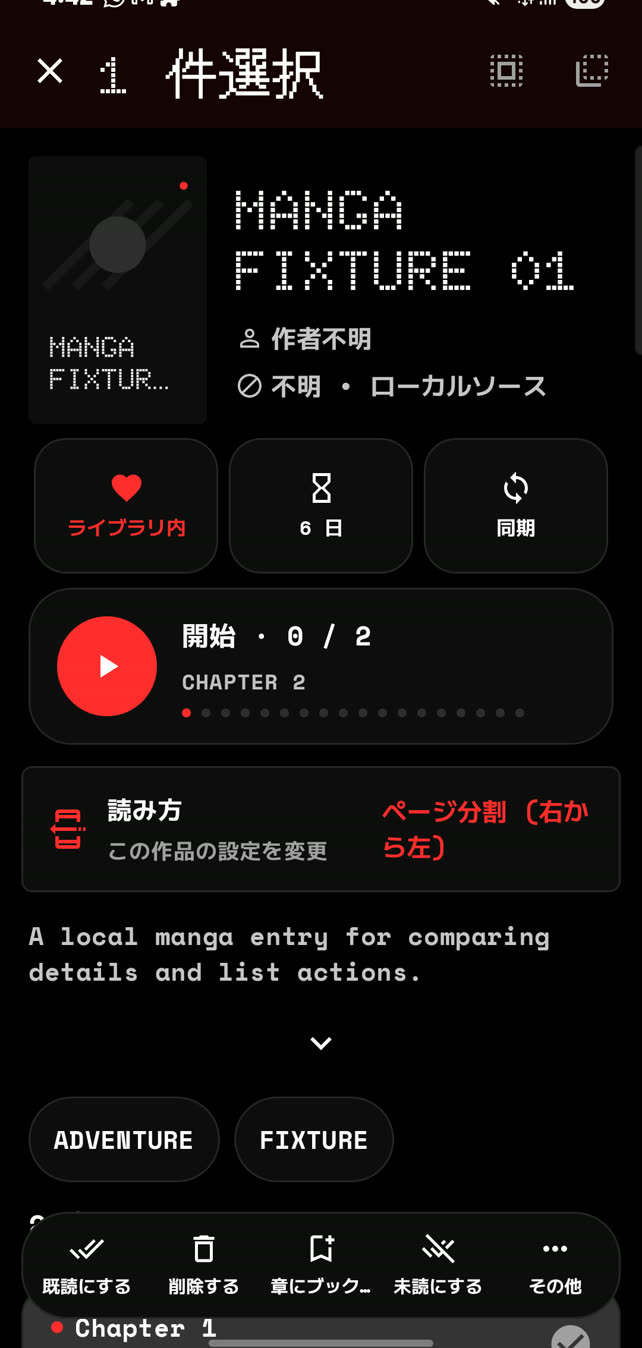 4:42
1 件選択
MANGA
FIXTURE 01
作者不明
不明 • ローカルソース
MANGA
FIXTUR…
ライブラリ内
6 日
同期
開始 · 0 / 2
CHAPTER 2
読み方
この作品の設定を変更
ページ分割 (右か
ら左)
A local manga entry for comparing
details and list actions.
ADVENTURE
FIXTURE
既読にする
削除する
章にブック…
未読にする
その他
Chapter 1